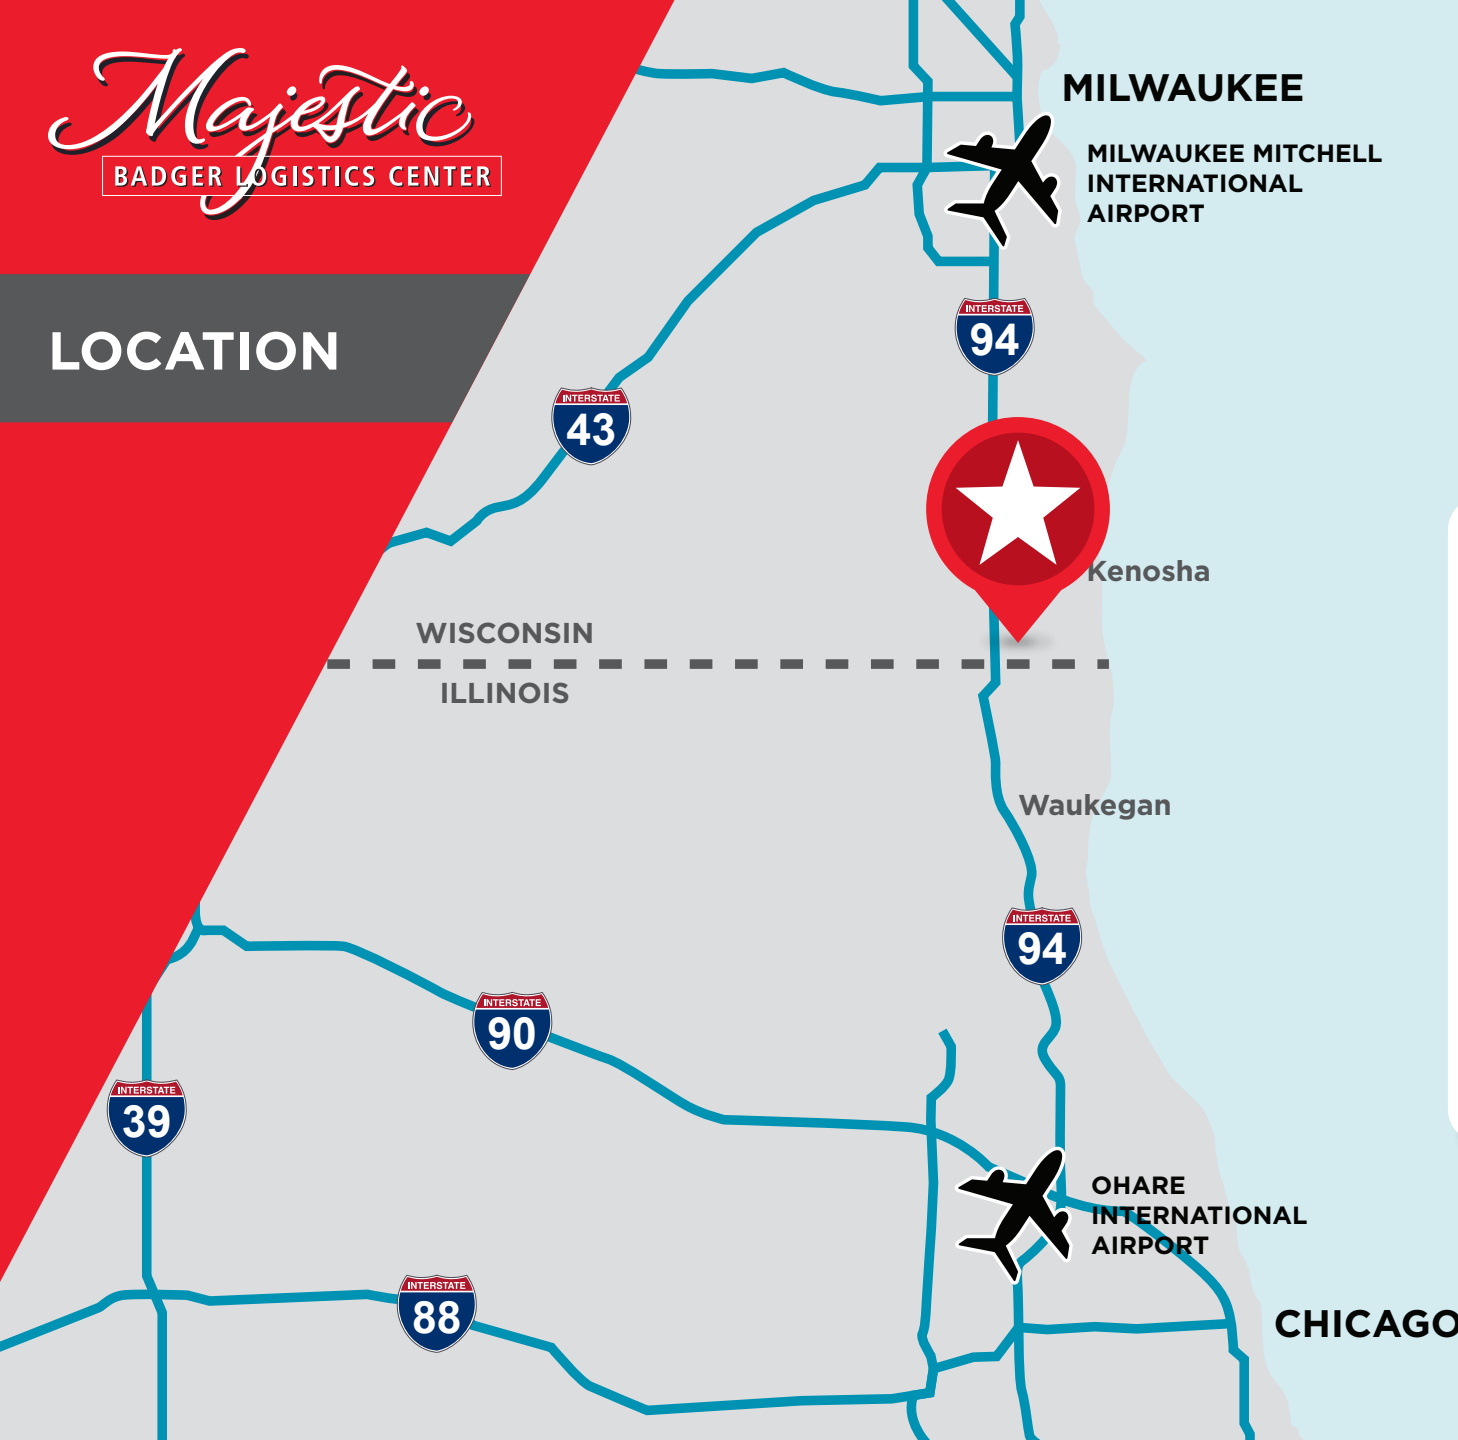 Majestic
BADGER LOGISTICS CENTER
LOCATION
MILWAUKEE
MILWAUKEE MITCHELL
INTERNATIONAL
AIRPORT
INTERSTATE
94
INTERSTATE
43
Kenosha
WISCONSIN
ILLINOIS
Waukegan
INTERSTATE
94
INTERSTATE
90
INTERSTATE
39
OHARE
INTERNATIONAL
AIRPORT
INTERSTATE
88
CHICAGO